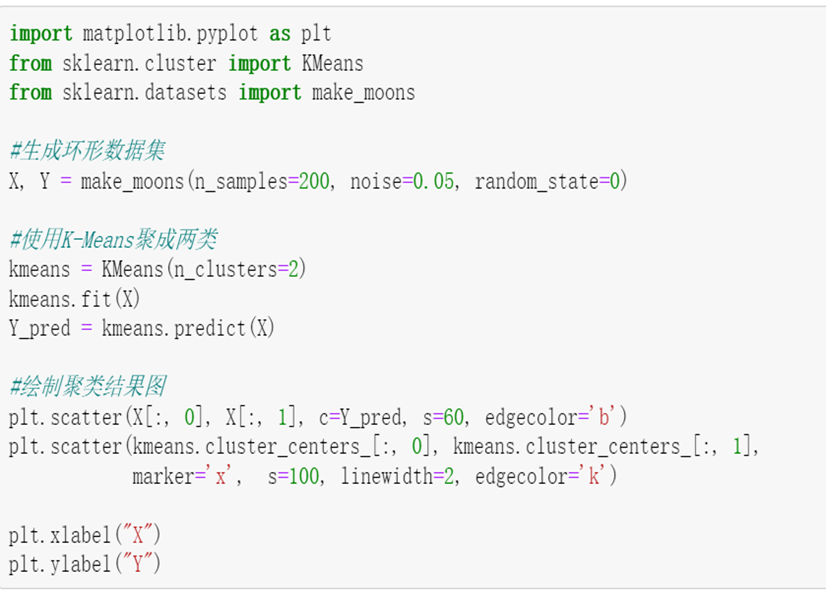 import matplotlib.pyplot as plt
from sklearn.cluster import KMeans
from sklearn.datasets import make_moons
#生成环形数据集
X, Y = make_moons(n_samples=200, noise=0.05, random_state=0)
#使用K-Means聚成两类
kmeans = KMeans(n_clusters=2)
kmeans.fit(X)
Y_pred = kmeans.predict(X)
#绘制聚类结果图
plt.scatter(X[:, 0], X[:, 1], c=Y_pred, s=60, edgecolor='b')
plt.scatter(kmeans.cluster_centers_[:, 0], kmeans.cluster_centers_[:, 1],
            marker='x',  s=100, linewidth=2, edgecolor='k')
plt.xlabel("X")
plt.ylabel("Y")